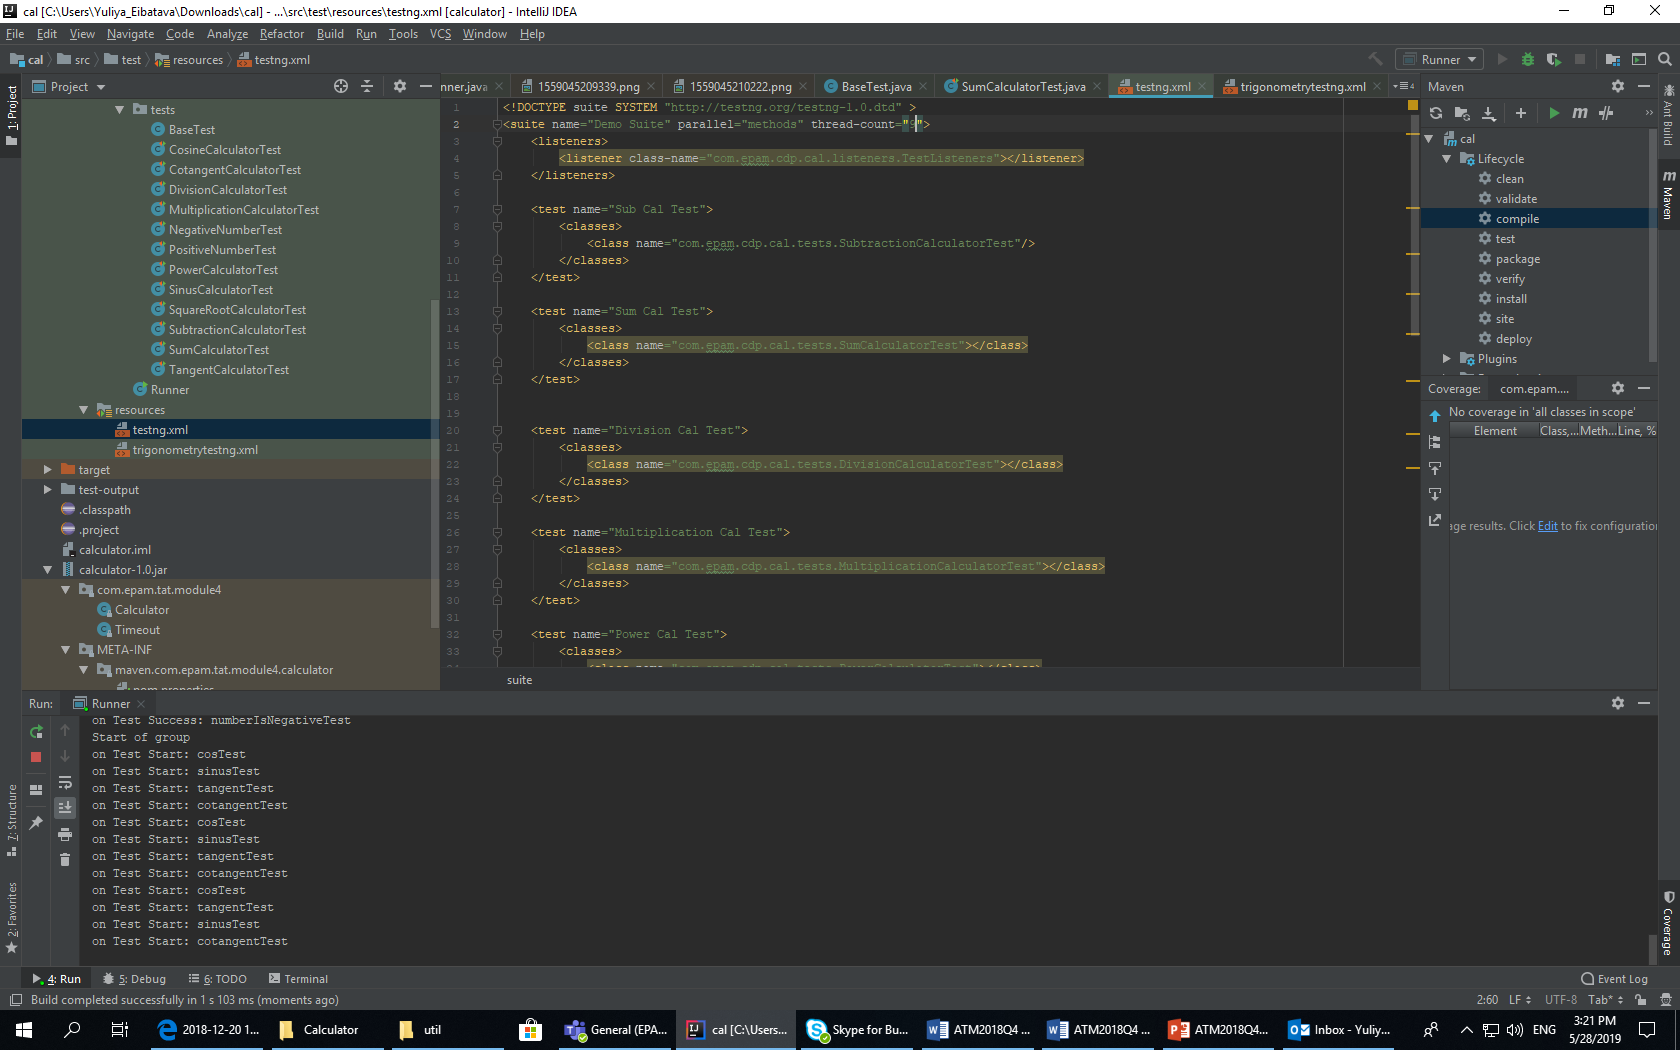 cal [C:\Users\Yuliya_Eibatava\Downloads\cal] - ...\src\test\resources\testng.xml [calculator] - IntelliJ IDEA
File Edit View Navigate Code Analyze Refactor Build Run Tools VCS Window Help
cal src test resources testng.xml
Runner
Project
nner.java 1559045209339.png 1559045210222.png BaseTest.java SumCalculatorTest.java testng.xml trigonometrytestng.xml
1: Project
tests
BaseTest
CosineCalculatorTest
CotangentCalculatorTest
DivisionCalculatorTest
MultiplicationCalculatorTest
NegativeNumberTest
PositiveNumberTest
PowerCalculatorTest
SinusCalculatorTest
SquareRootCalculatorTest
SubtractionCalculatorTest
SumCalculatorTest
TangentCalculatorTest
Runner
resources
testng.xml
trigonometrytestng.xml
target
test-output
.classpath
.project
calculator.iml
calculator-1.0.jar
com.epam.tat.module4
Calculator
Timeout
META-INF
maven.com.epam.tat.module4.calculator
pom.properties
1 <!DOCTYPE suite SYSTEM "http://testng.org/testng-1.0.dtd" >
2 <suite name="Demo Suite" parallel="methods" thread-count="9">
3 <listeners>
4 <listener class-name="com.epam.cdp.cal.listeners.TestListeners"></listener>
5 </listeners>
6
7 <test name="Sub Cal Test">
8 <classes>
9 <class name="com.epam.cdp.cal.tests.SubtractionCalculatorTest"/>
10 </classes>
11 </test>
12
13 <test name="Sum Cal Test">
14 <classes>
15 <class name="com.epam.cdp.cal.tests.SumCalculatorTest"></class>
16 </classes>
17 </test>
18
19
20 <test name="Division Cal Test">
21 <classes>
22 <class name="com.epam.cdp.cal.tests.DivisionCalculatorTest"></class>
23 </classes>
24 </test>
25
26 <test name="Multiplication Cal Test">
27 <classes>
28 <class name="com.epam.cdp.cal.tests.MultiplicationCalculatorTest"></class>
29 </classes>
30 </test>
31
32 <test name="Power Cal Test">
33 <classes>
<class name="com.epam.cdp.cal.tests.PowerCalculatorTest"></class>
suite
Maven
cal
Lifecycle
clean
validate
compile
test
package
verify
install
site
deploy
Plugins
Coverage: com.epam....
No coverage in 'all classes in scope'
Element Class,... Meth... Line, %
age results. Click Edit to fix configuration
Ant Build
Maven
Coverage
Run: Runner
on Test Success: numberIsNegativeTest
Start of group
on Test Start: cosTest
on Test Start: sinusTest
on Test Start: tangentTest
on Test Start: cotangentTest
on Test Start: cosTest
on Test Start: sinusTest
on Test Start: tangentTest
on Test Start: cotangentTest
on Test Start: cosTest
on Test Start: tangentTest
on Test Start: sinusTest
on Test Start: cotangentTest
7: Structure
2: Favorites
4: Run 5: Debug 6: TODO Terminal Event Log
Build completed successfully in 1 s 103 ms (moments ago) 2:60 LF UTF-8 Tab*
2018-12-20 1... Calculator util General (EPA... cal [C:\Users... Skype for Bu... ATM2018Q4 ... ATM2018Q4 ... ATM2018Q4... Inbox - Yuliy... ENG 3:21 PM
5/28/2019